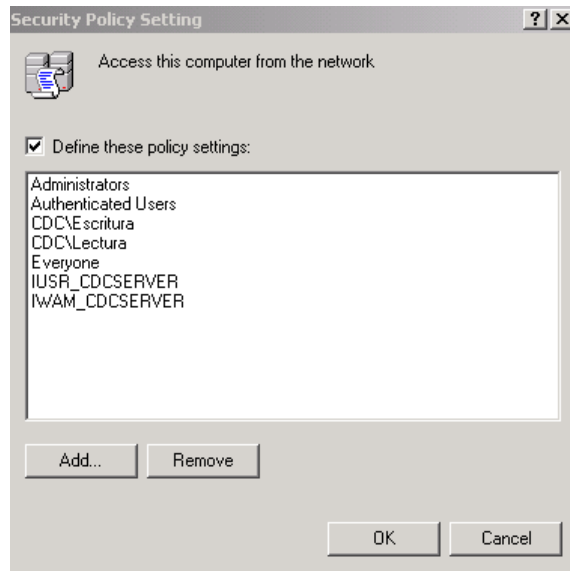 Security Policy Setting
Access this computer from the network
Define these policy settings:
Administrators
Authenticated Users
CDC\Escritura
CDC\Lectura
Everyone
IUSR_CDCSERVER
IWAM_CDCSERVER
Add... Remove
OK Cancel